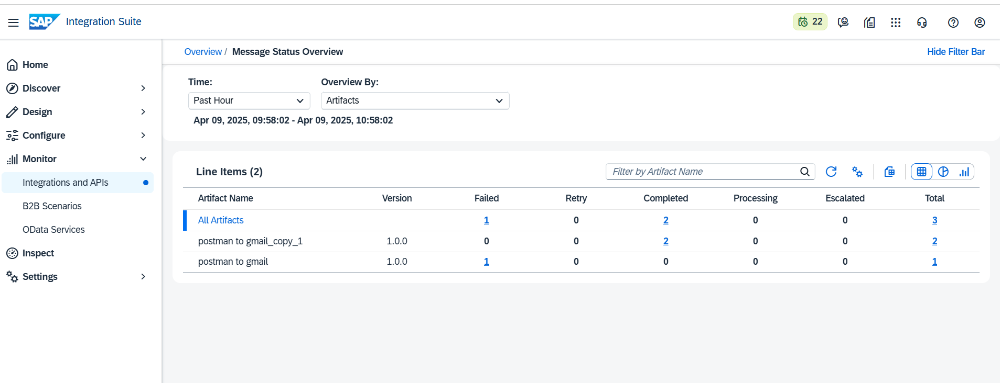 SAP Integration Suite
22
Home
Discover
Design
Configure
Monitor
Integrations and APIs
B2B Scenarios
OData Services
Inspect
Settings
Overview / Message Status Overview
Hide Filter Bar
Time: Overview By:
Past Hour Artifacts
Apr 09, 2025, 09:58:02 - Apr 09, 2025, 10:58:02
Line Items (2)
Filter by Artifact Name
Artifact Name Version Failed Retry Completed Processing Escalated Total
All Artifacts 1 0 2 0 0 3
postman to gmail_copy_1 1.0.0 0 0 2 0 0 2
postman to gmail 1.0.0 1 0 0 0 0 1